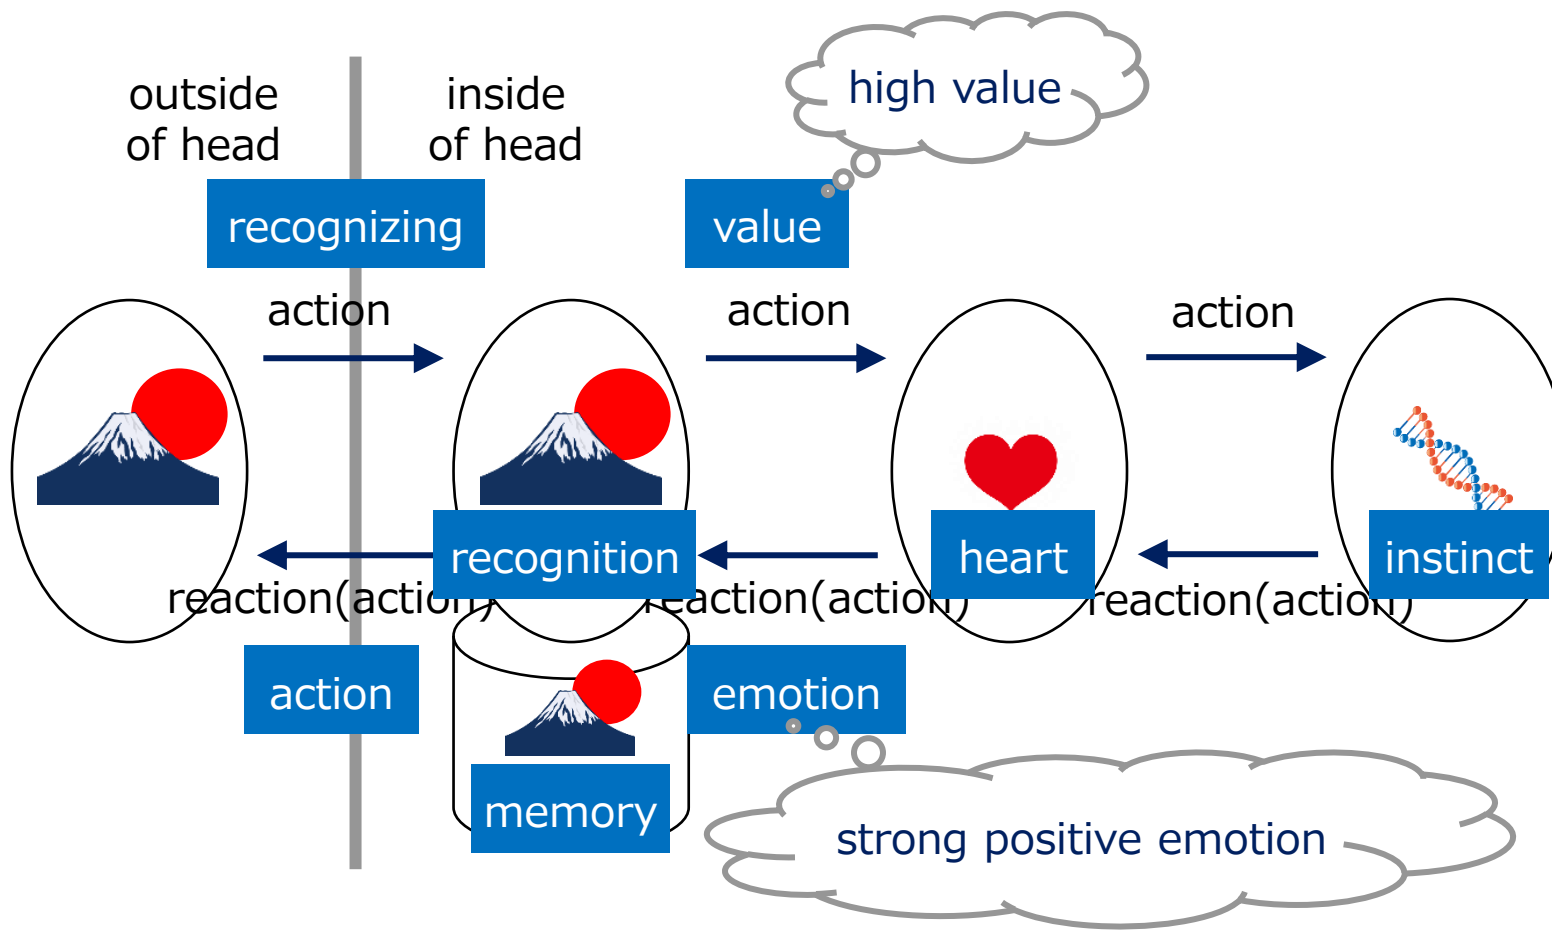 high value
outside
of head
inside
of head
recognizing
value
action
action
action
recognition
heart
instinct
reaction(action)
reaction(action)
reaction(action)
action
emotion
memory
strong positive emotion